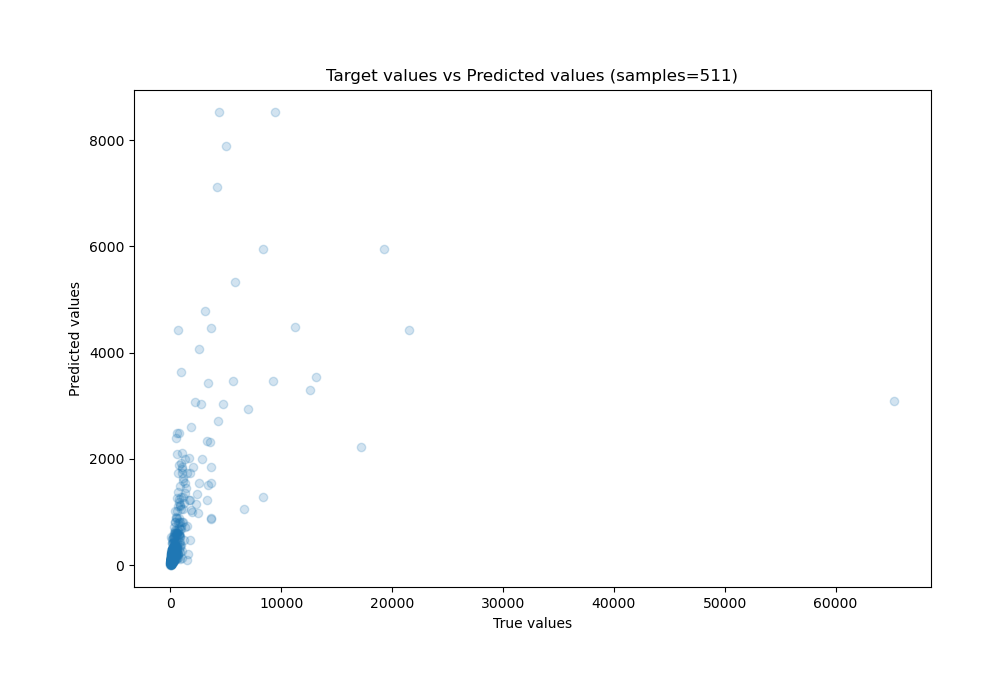 Target values vs Predicted values (samples=511)
8000
6000
4000
2000
0
Predicted values
0 10000 20000 30000 40000 50000 60000
True values